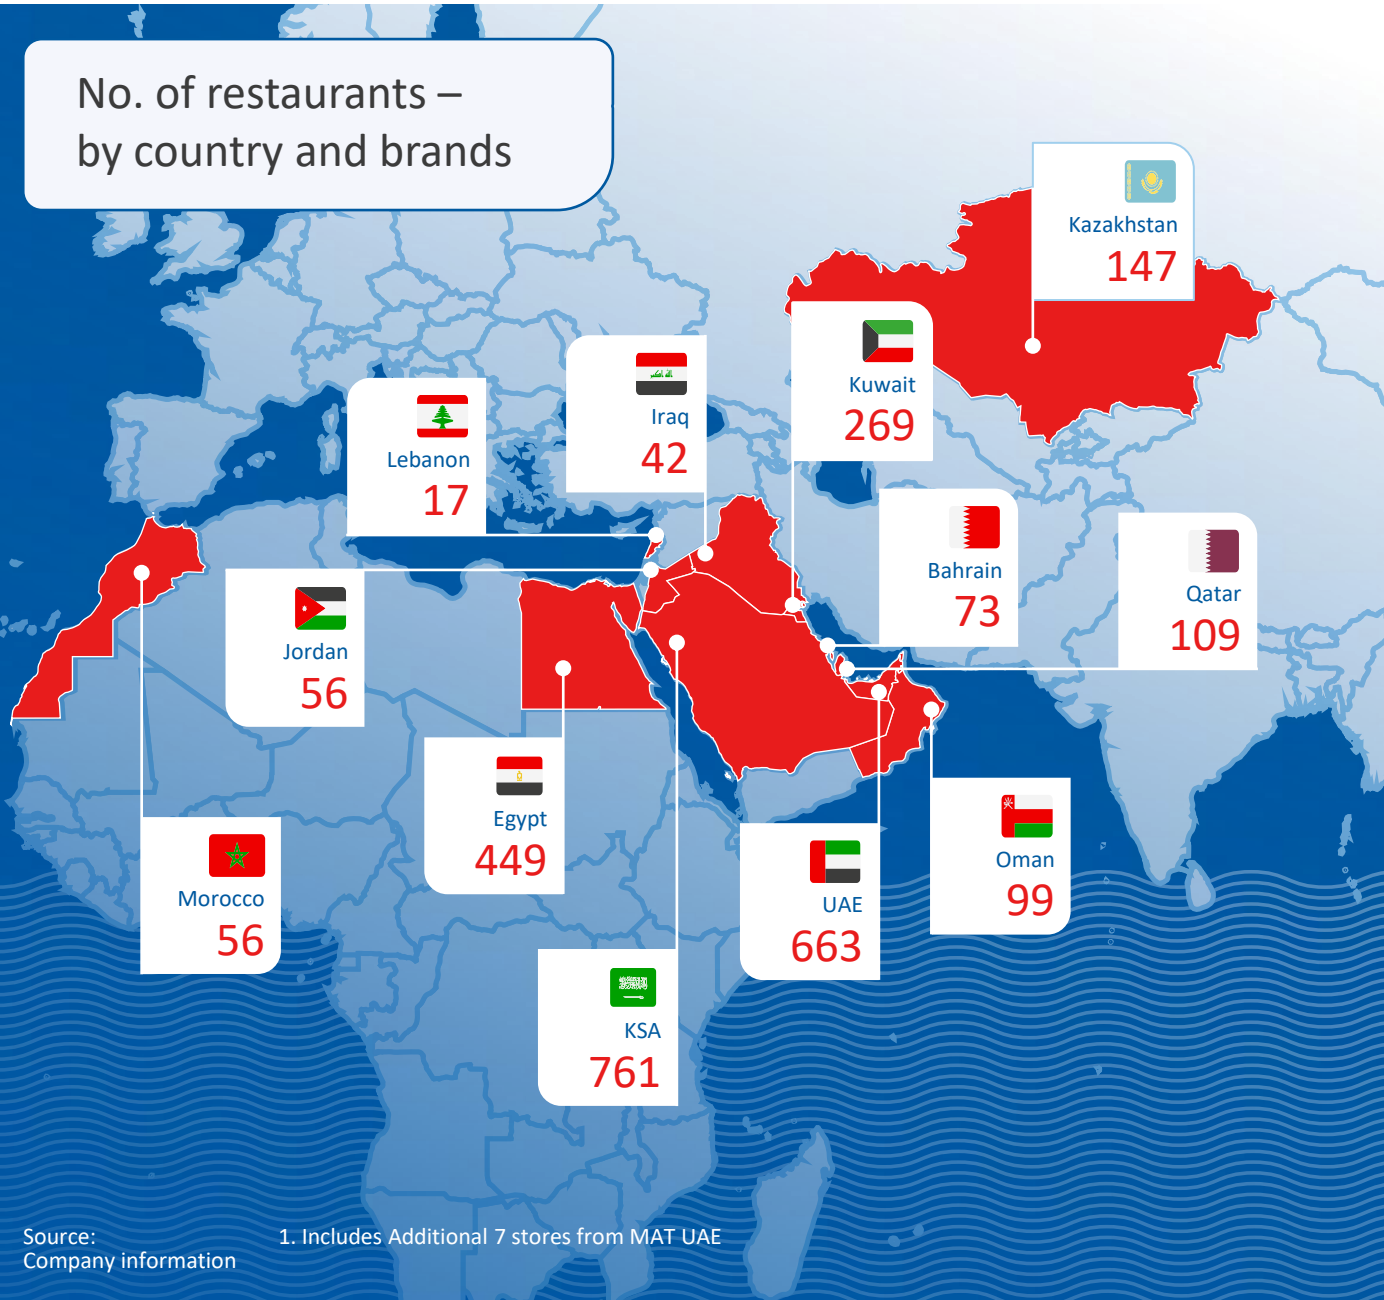 No. of restaurants –
by country and brands
Kazakhstan
147
Kuwait
269
Iraq
42
Lebanon
17
Bahrain
73
Qatar
109
Jordan
56
Egypt
449
Oman
99
UAE
663
Morocco
56
KSA
761
Source:
Company information
1. Includes Additional 7 stores from MAT UAE